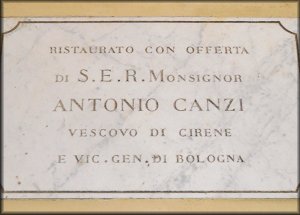 RISTAURATO CON OFFERTA
DI S.E.R. MONSIGNOR
ANTONIO CANZI
VESCOVO DI CIRENE
E VIC. GEN. DI BOLOGNA